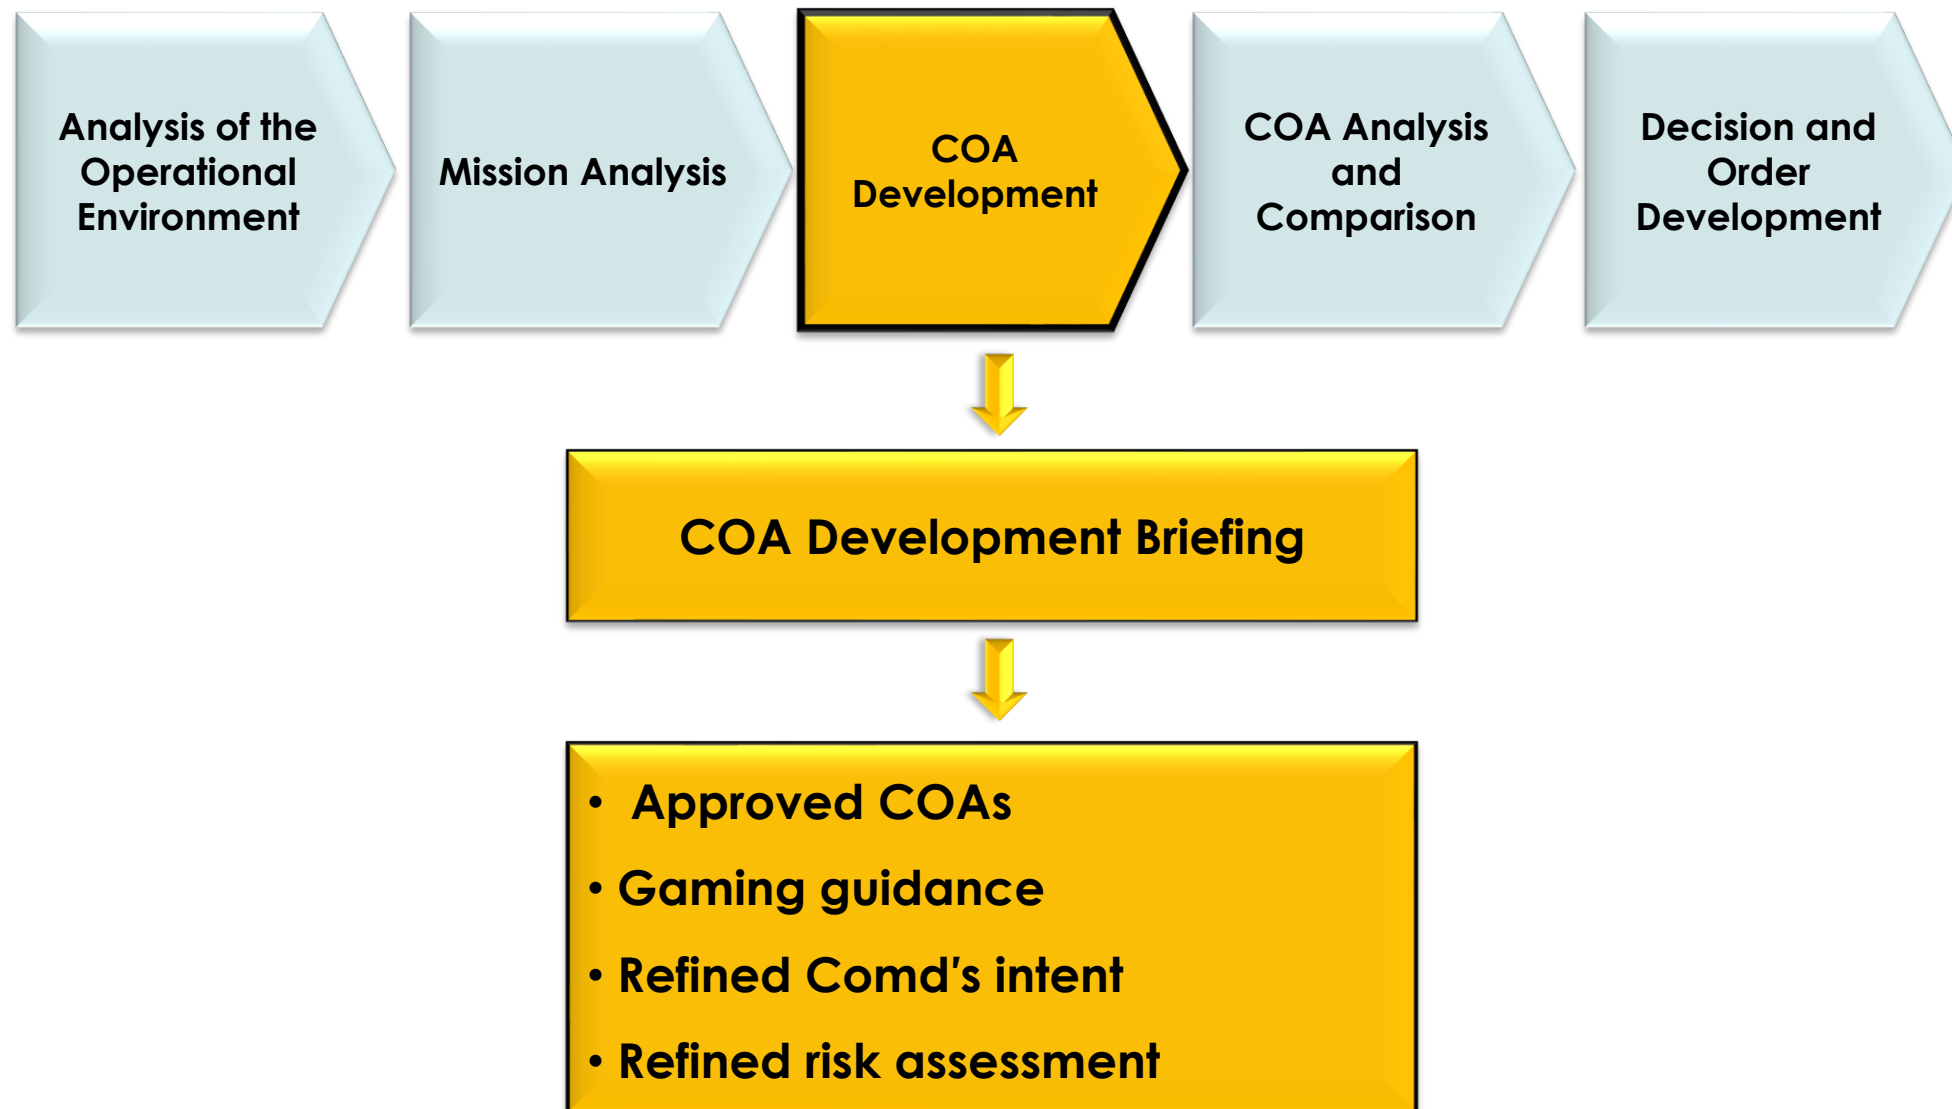 Analysis of the
Operational
Environment
Mission Analysis
COA
Development
COA Analysis
and
Comparison
Decision and
Order
Development
COA Development Briefing
• Approved COAs
• Gaming guidance
• Refined Comd's intent
• Refined risk assessment